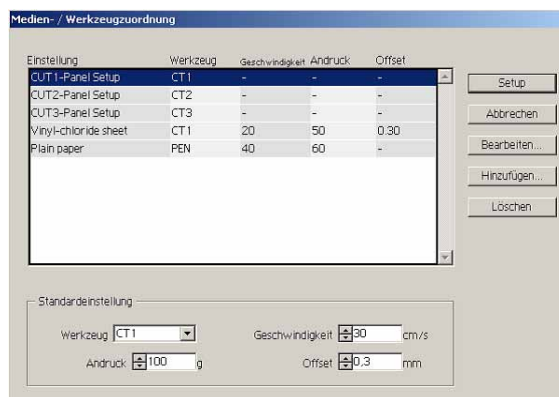 Medien- / Werkzeugzuordnung
Einstellung Werkzeug Geschwindigkeit Andruck Offset
CUT1-Panel Setup CT1 - - -
CUT2-Panel Setup CT2 - - -
CUT3-Panel Setup CT3 - - -
Vinyl-chloride sheet CT1 20 50 0.30
Plain paper PEN 40 60 -
Setup
Abbrechen
Bearbeiten...
Hinzufügen...
Löschen
Standardeinstellung
Werkzeug CT1 Geschwindigkeit 30 cm/s
Andruck 100 g Offset 0,3 mm